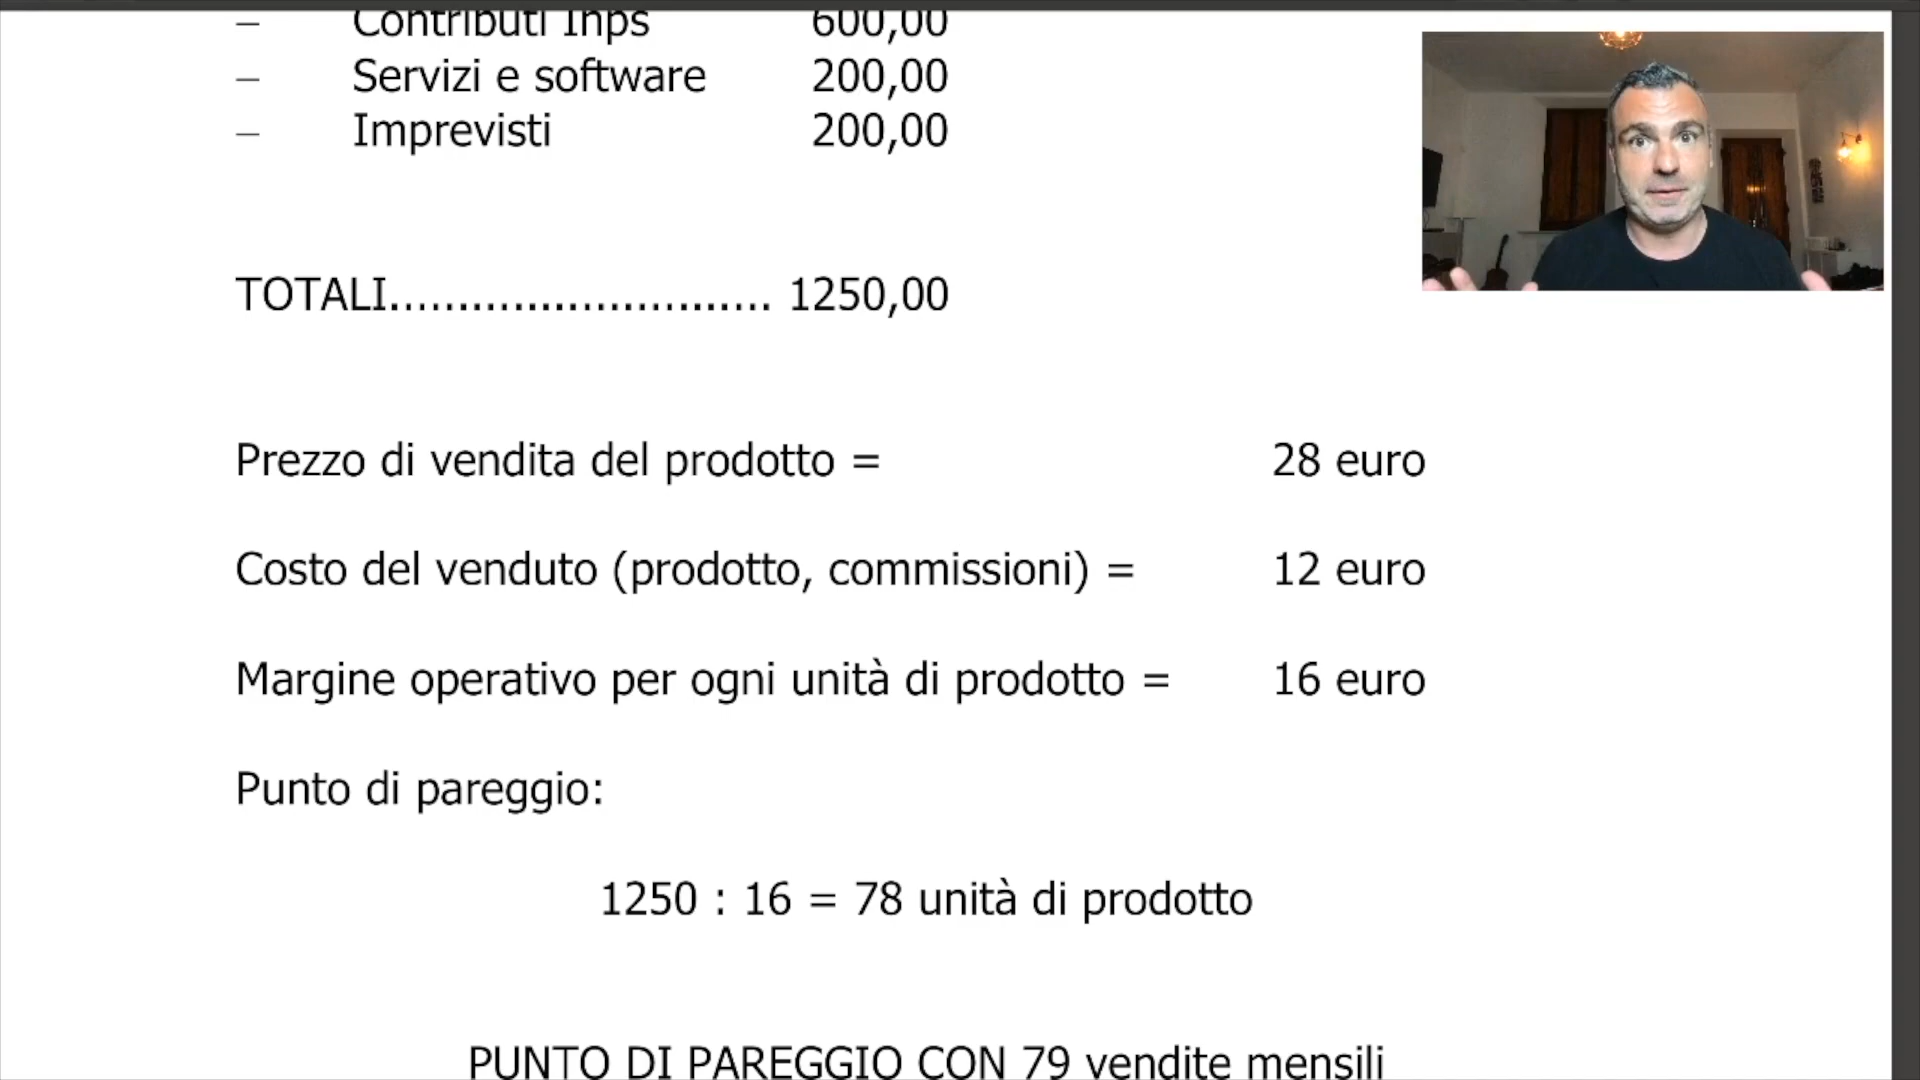 – Contributi Inps 600,00
– Servizi e software 200,00
– Imprevisti 200,00
TOTALI............................ 1250,00
Prezzo di vendita del prodotto = 28 euro
Costo del venduto (prodotto, commissioni) = 12 euro
Margine operativo per ogni unità di prodotto = 16 euro
Punto di pareggio:
1250 : 16 = 78 unità di prodotto
PUNTO DI PAREGGIO CON 79 vendite mensili